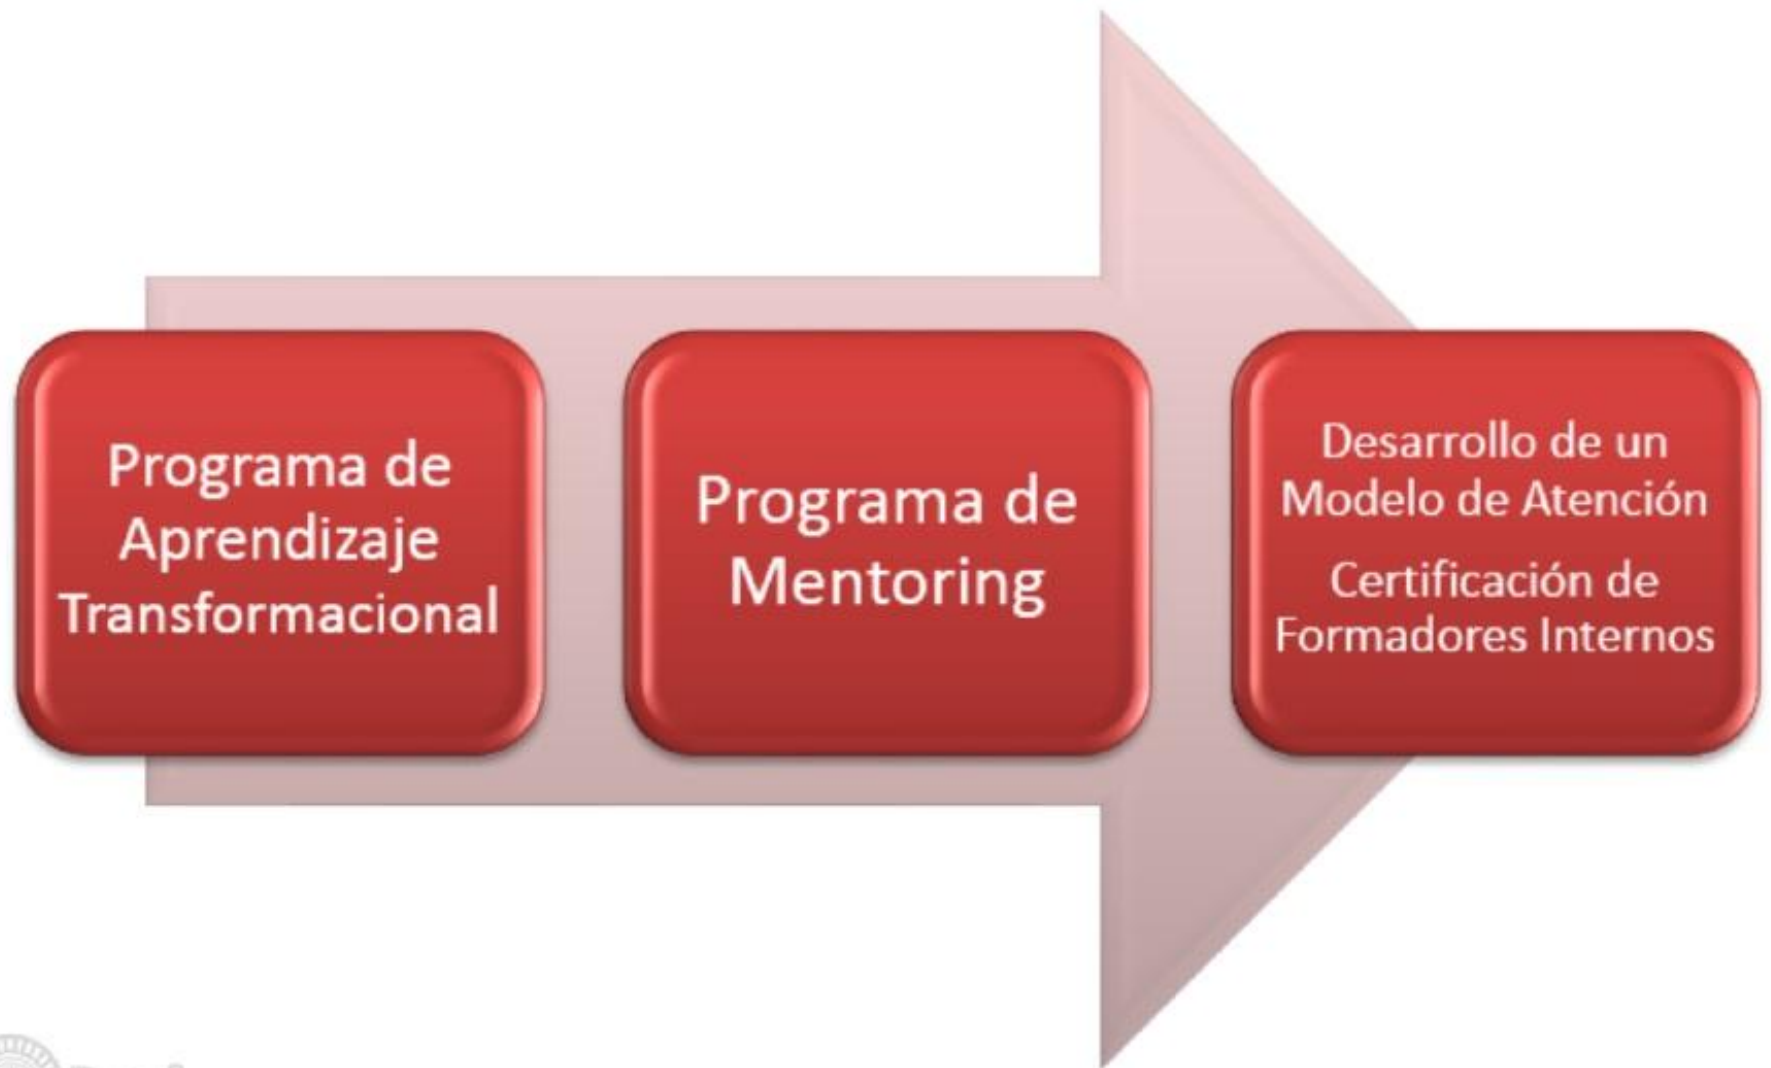 Programa de
Aprendizaje
Transformacional
Programa de
Mentoring
Desarrollo de un
Modelo de Atención
Certificación de
Formadores Internos